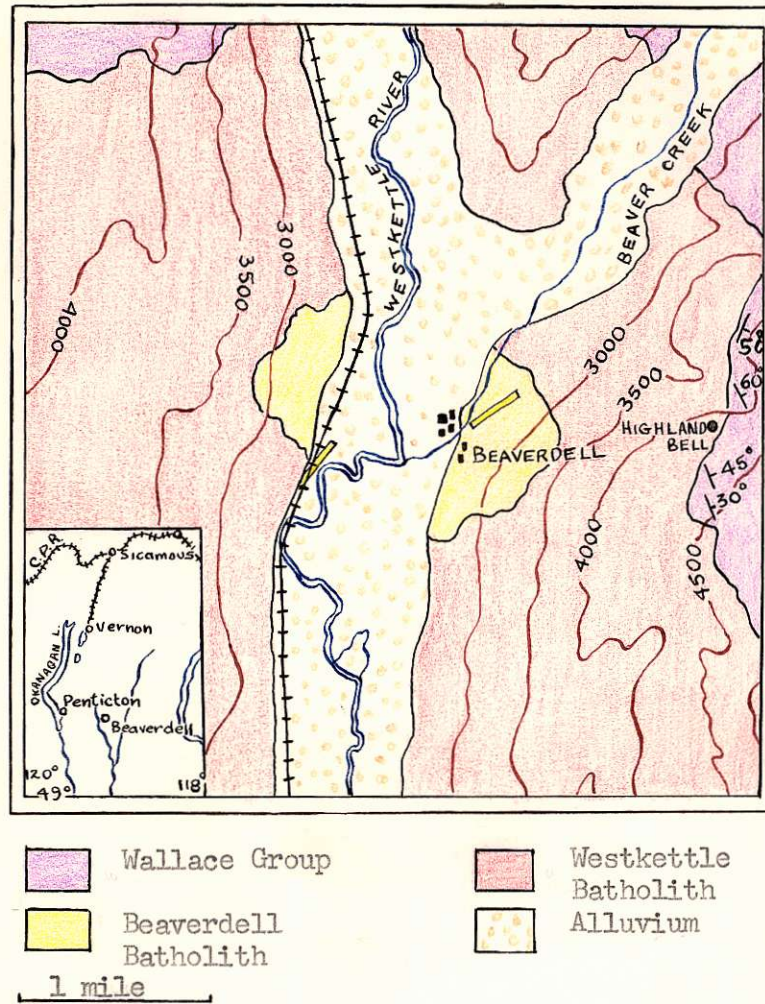 WESTKETTLE RIVER
BEAVER CREEK
4000
3500
3000
3000
3500
58
60°
HIGHLAND
BELL
BEAVERDELL
45°
30°
4000
4500
C.P.R.
Sicamous
Vernon
OKANAGAN L.
Penticton
Beaverdell
120°
49°
118°
Wallace Group
Westkettle
Batholith
Beaverdell
Batholith
Alluvium
1 mile